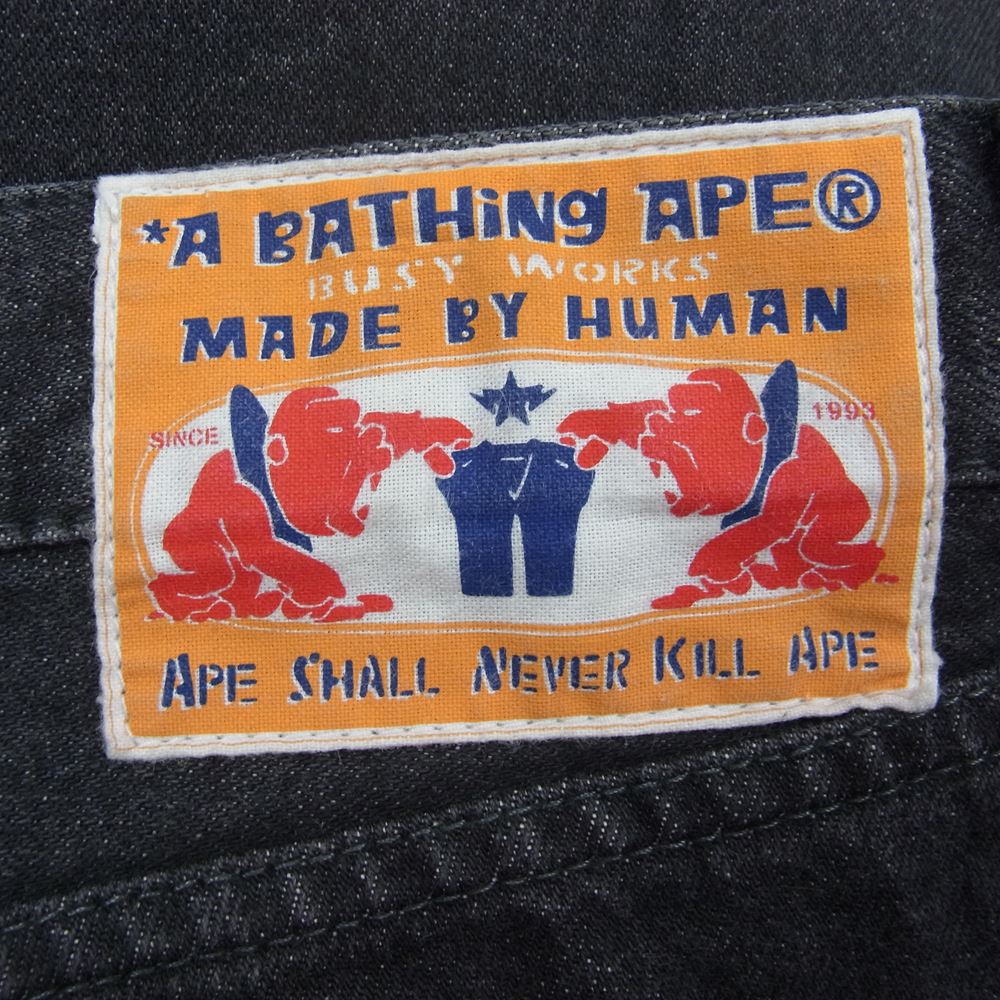 *A BATHiNg APE®
BUSY WORKS
MADE BY HUMAN
SINCE 1993
APE SHALL NEVER KILL APE